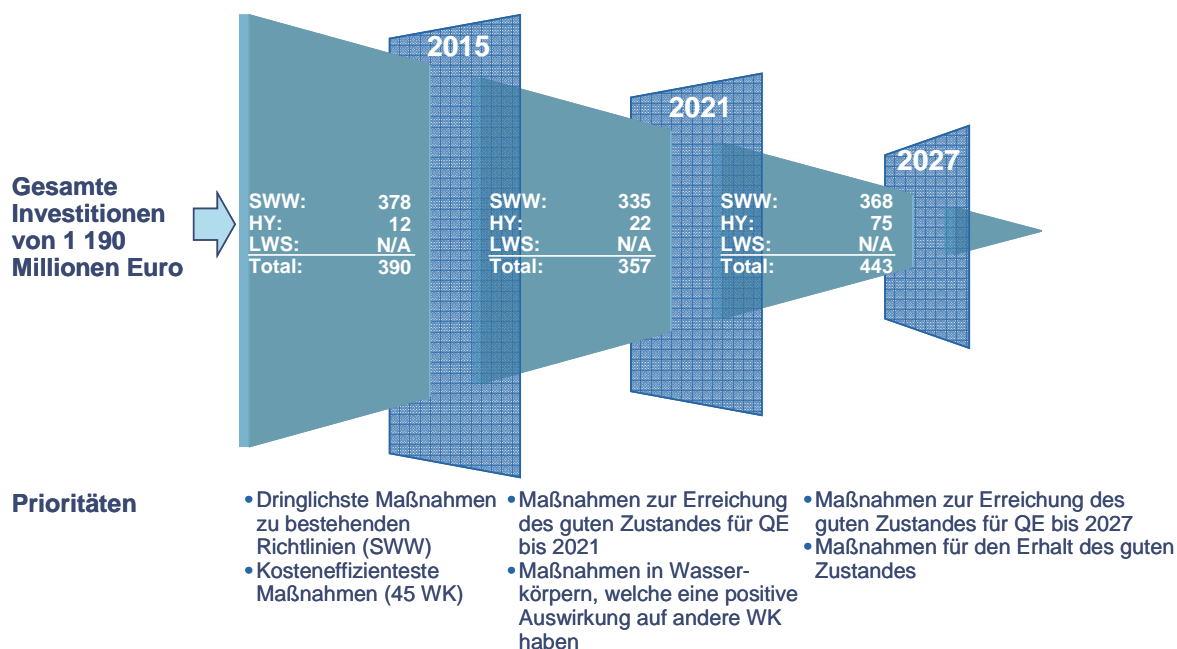 2015
2021
2027
Gesamte
Investitionen
von 1 190
Millionen Euro
SWW: 378
HY: 12
LWS: N/A
Total: 390
SWW: 335
HY: 22
LWS: N/A
Total: 357
SWW: 368
HY: 75
LWS: N/A
Total: 443
Prioritäten
•Dringlichste Maßnahmen
zu bestehenden
Richtlinien (SWW)
•Kosteneffizienteste
Maßnahmen (45 WK)
•Maßnahmen zur Erreichung
des guten Zustandes für QE
bis 2021
•Maßnahmen in Wasser-
körpern, welche eine positive
Auswirkung auf andere WK
haben
•Maßnahmen zur Erreichung des
guten Zustandes für QE bis 2027
•Maßnahmen für den Erhalt des guten
Zustandes